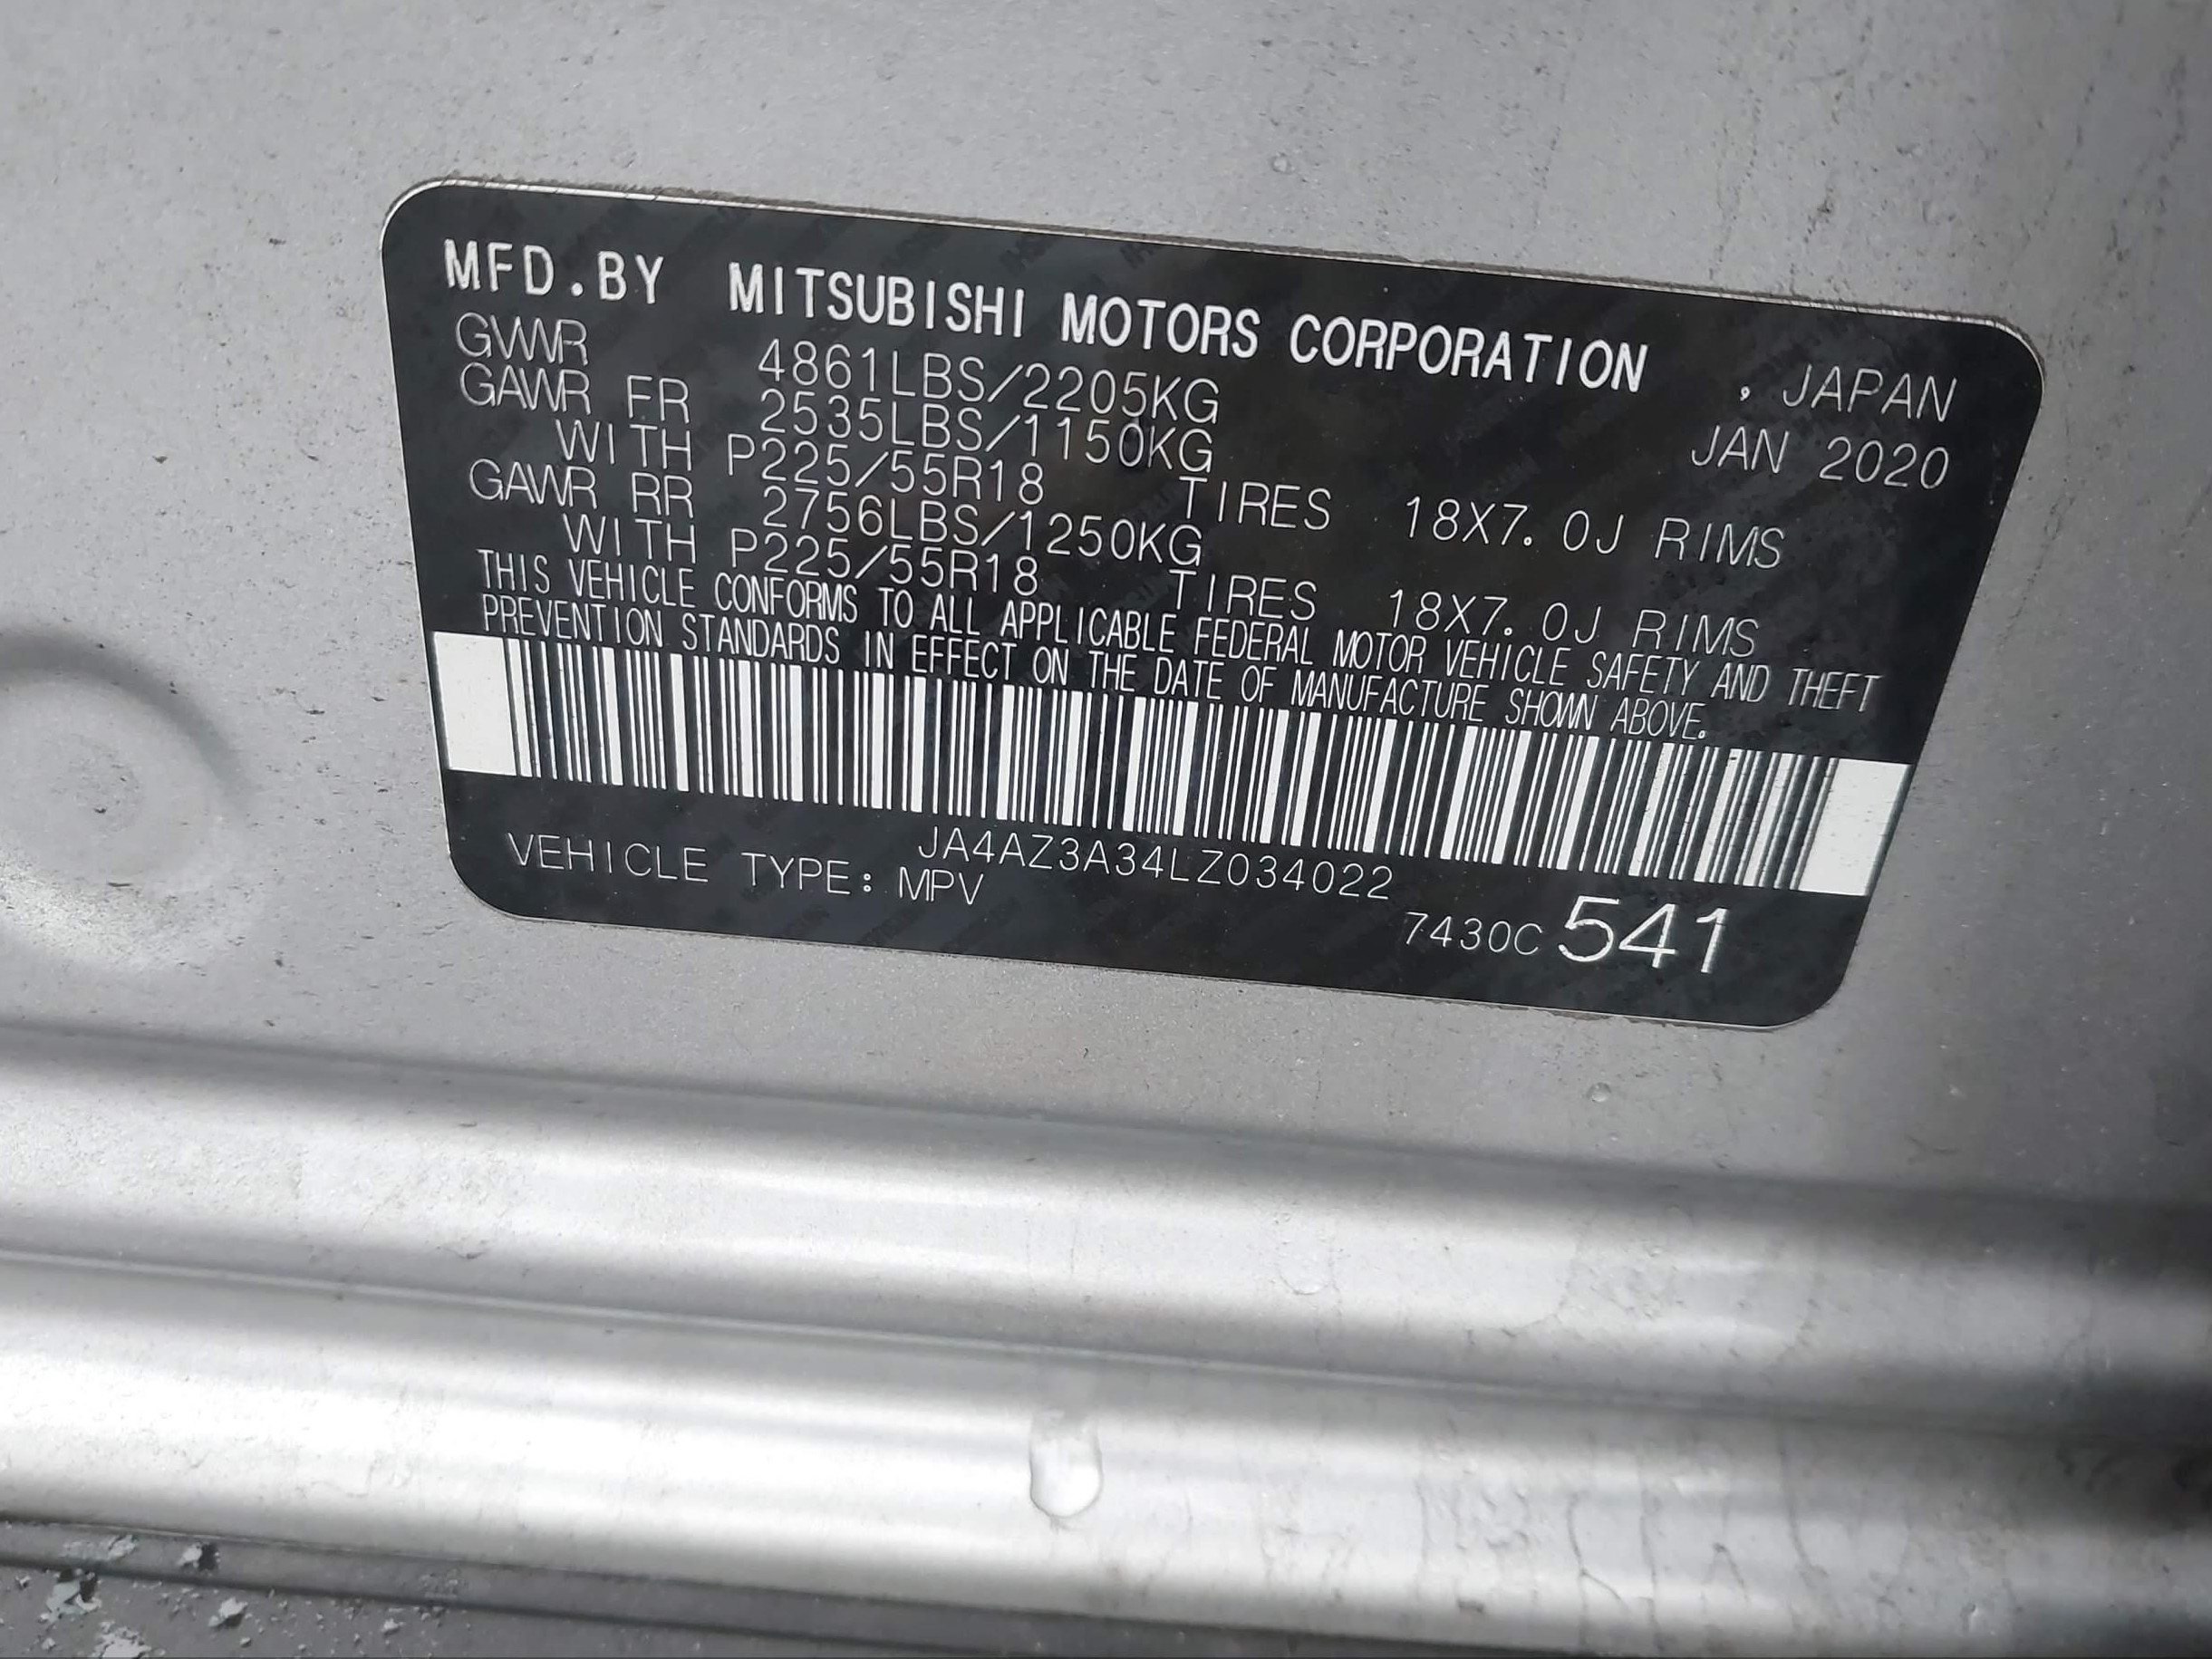 MFD.BY MITSUBISHI MOTORS CORPORATION , JAPAN
GVWR 4861LBS/2205KG JAN 2020
GAWR FR 2535LBS/1150KG
WITH P225/55R18 TIRES 18X7.0J RIMS
GAWR RR 2756LBS/1250KG
WITH P225/55R18 TIRES 18X7.0J RIMS
THIS VEHICLE CONFORMS TO ALL APPLICABLE FEDERAL MOTOR VEHICLE SAFETY AND THEFT
PREVENTION STANDARDS IN EFFECT ON THE DATE OF MANUFACTURE SHOWN ABOVE.
JA4AZ3A34LZ034022
VEHICLE TYPE: MPV
7430C 541